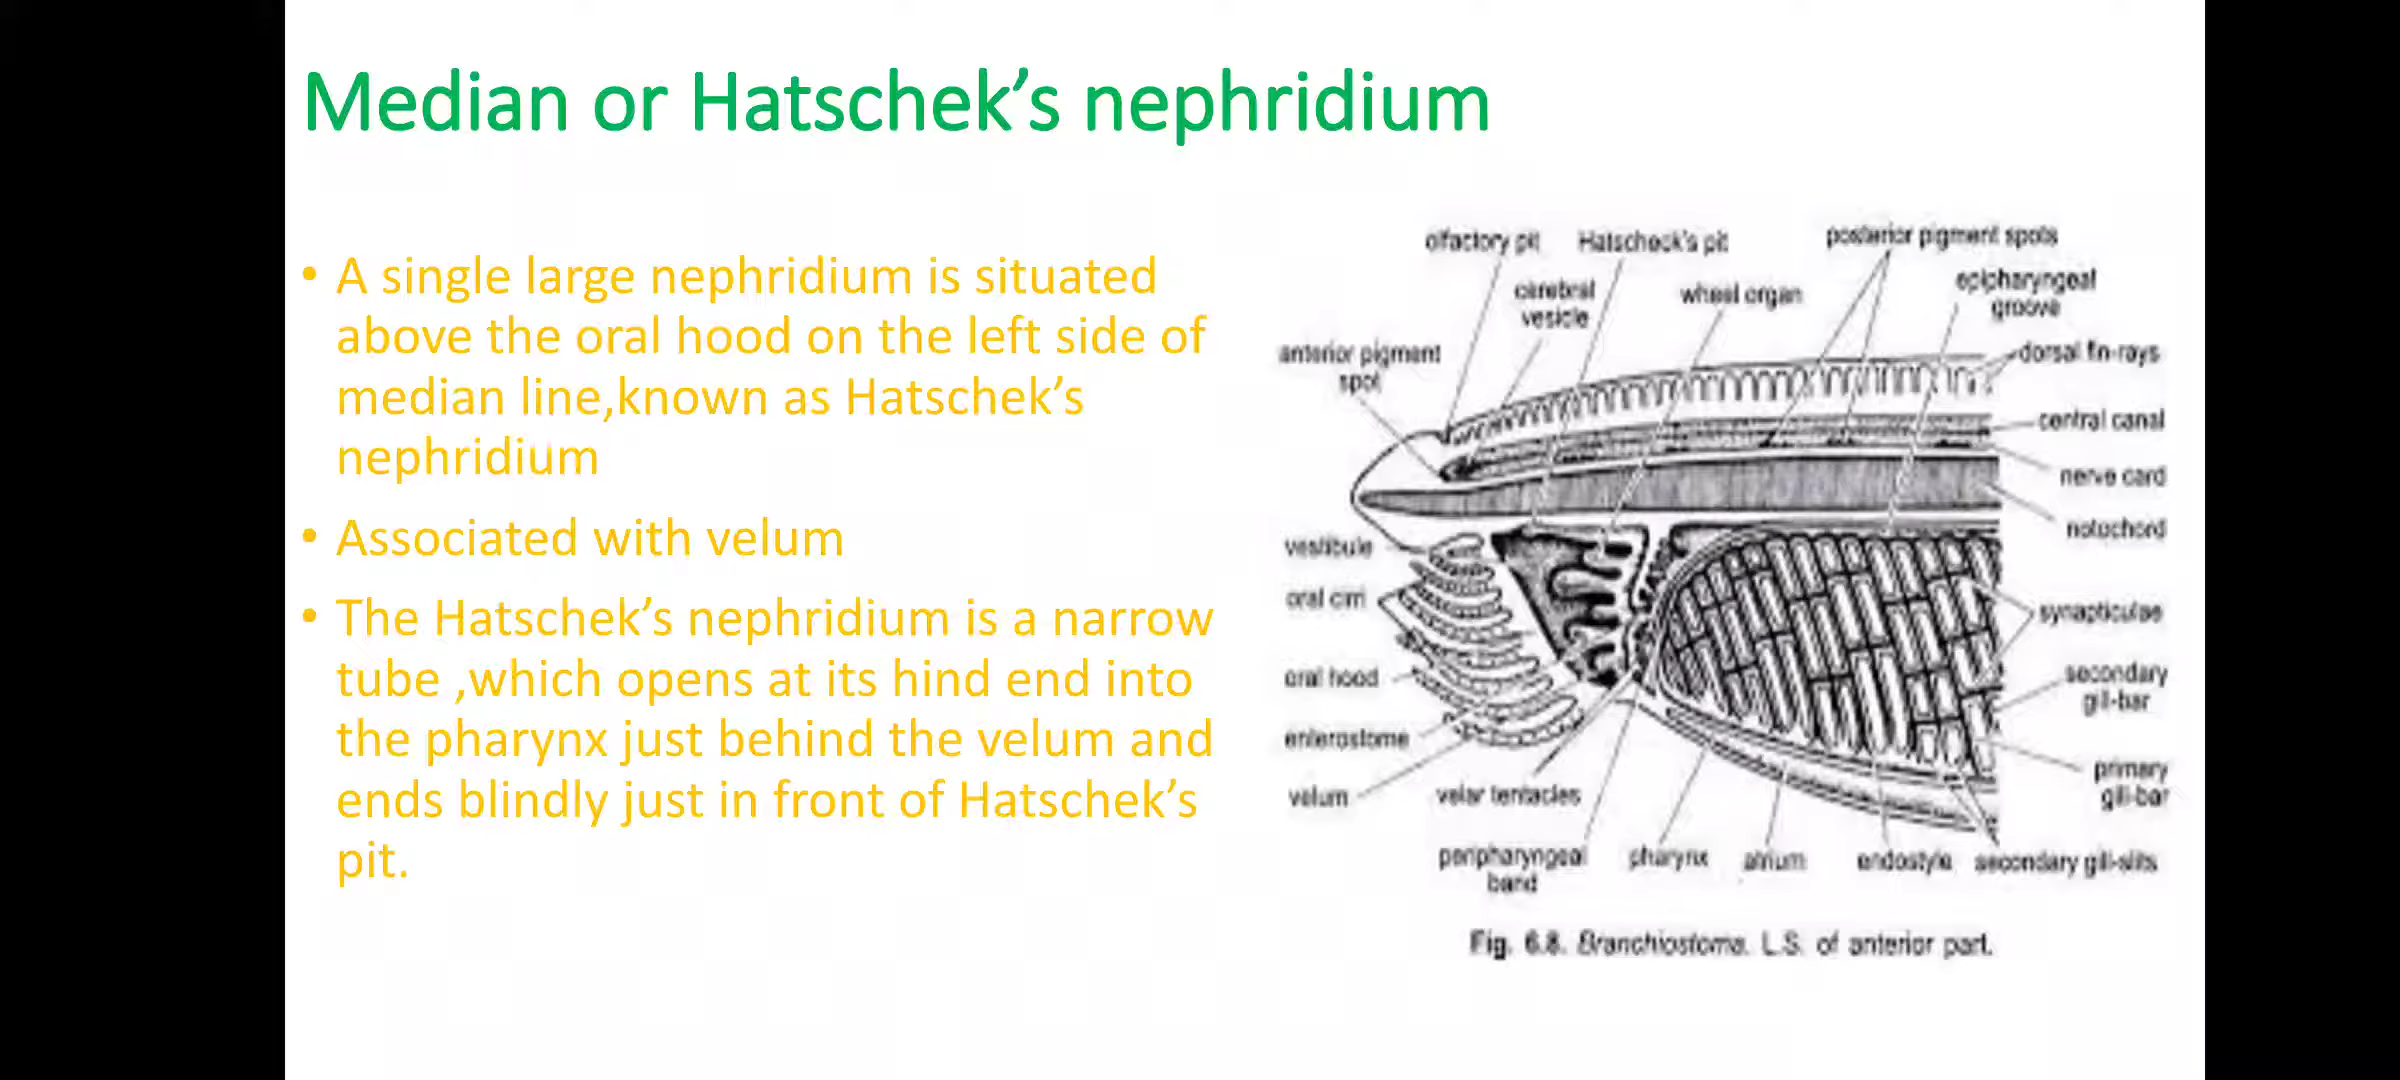 Median or Hatschek’s nephridium
• A single large nephridium is situated
above the oral hood on the left side of
median line,known as Hatschek’s
nephridium
• Associated with velum
• The Hatschek’s nephridium is a narrow
tube ,which opens at its hind end into
the pharynx just behind the velum and
ends blindly just in front of Hatschek’s
pit.
olfactory pit
Hatscheck's pit
posterior pigment spots
cerebral
vesicle
wheel organ
epipharyngeal
groove
anterior pigment
spot
dorsal fin-rays
central canal
nerve card
notochord
vestibule
oral cirri
synapticulae
oral hood
secondary
gill-bar
enterostome
velum
velar tentacles
primary
gill-bar
peripharyngeal
band
pharynx
atrium
endostyle
secondary gill-slits
Fig. 6.8. Branchiostoma. L.S. of anterior part.